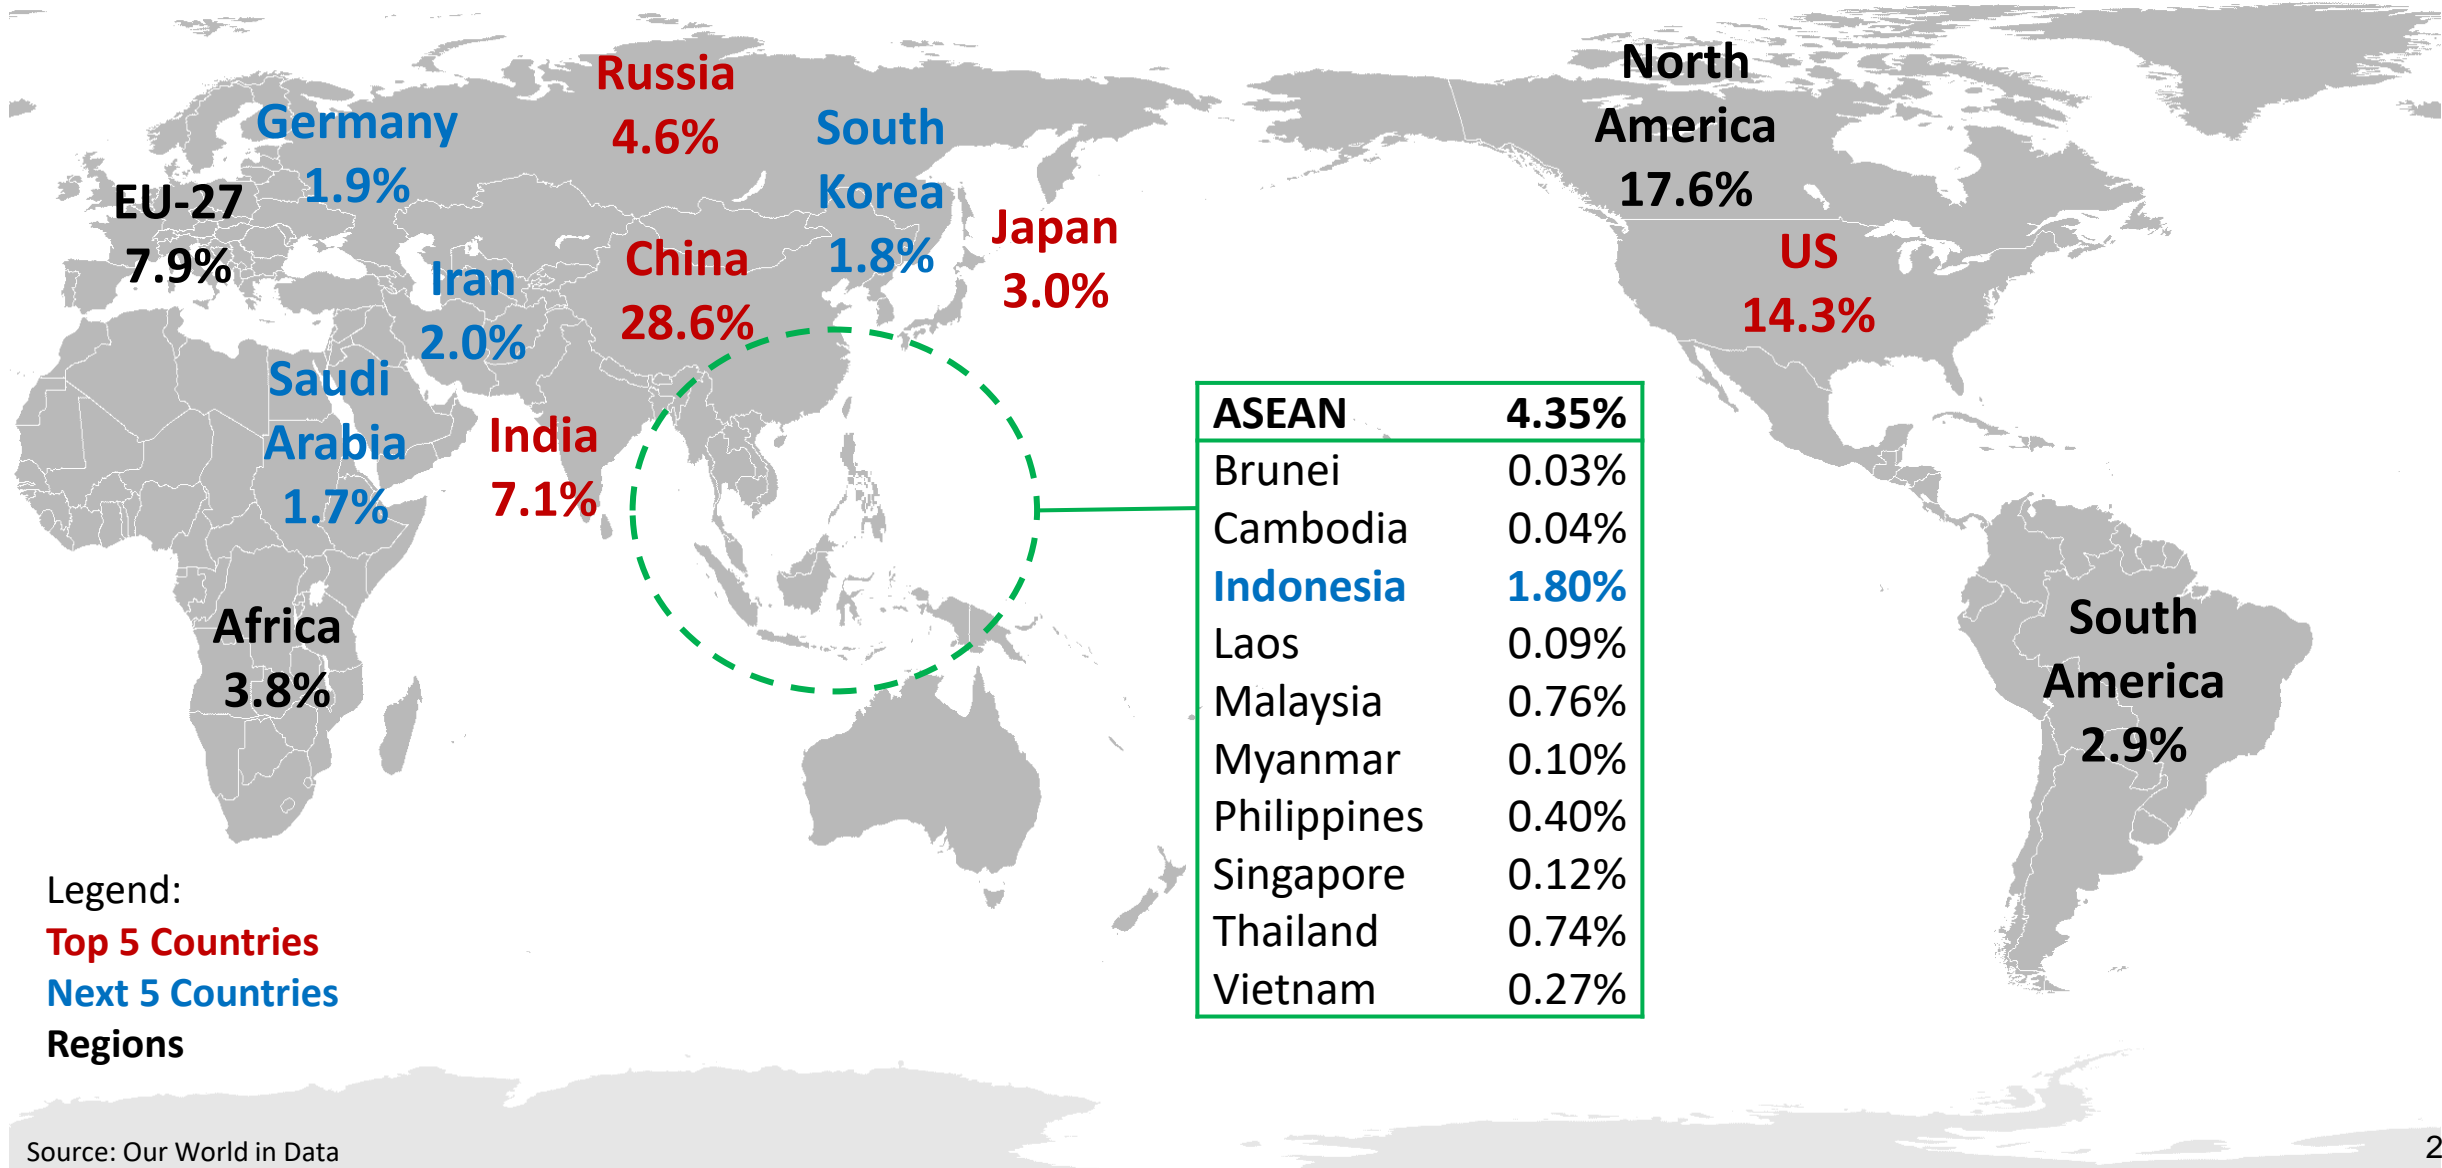 Russia
4.6%
Germany
1.9%
South
Korea
1.8%
EU-27
7.9%
Japan
3.0%
China
28.6%
Iran
2.0%
Saudi
Arabia
1.7%
India
7.1%
Africa
3.8%
North
America
17.6%
US
14.3%
South
America
2.9%
ASEAN 4.35%
Brunei 0.03%
Cambodia 0.04%
Indonesia 1.80%
Laos 0.09%
Malaysia 0.76%
Myanmar 0.10%
Philippines 0.40%
Singapore 0.12%
Thailand 0.74%
Vietnam 0.27%
Legend:
Top 5 Countries
Next 5 Countries
Regions
Source: Our World in Data
2